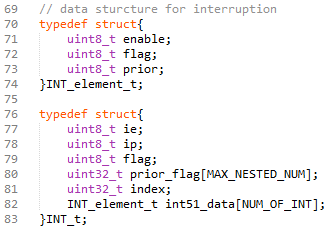 69 // data sturcture for interruption
70 typedef struct{
71 uint8_t enable;
72 uint8_t flag;
73 uint8_t prior;
74 }INT_element_t;
75
76 typedef struct{
77 uint8_t ie;
78 uint8_t ip;
79 uint8_t flag;
80 uint32_t prior_flag[MAX_NESTED_NUM];
81 uint32_t index;
82 INT_element_t int51_data[NUM_OF_INT];
83 }INT_t;